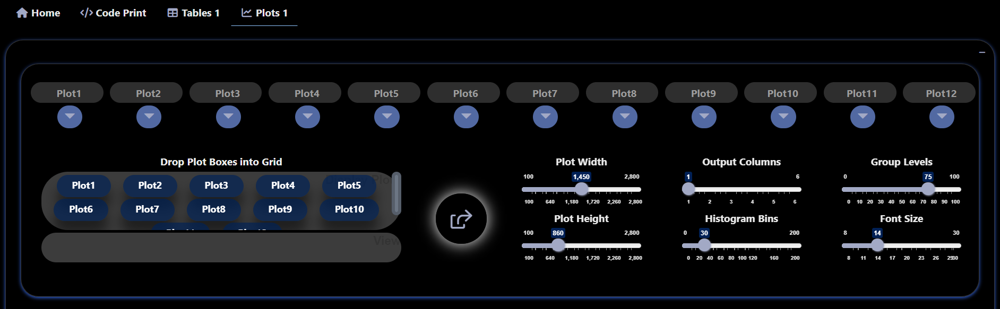 Home Code Print Tables 1 Plots 1
Plot1 Plot2 Plot3 Plot4 Plot5 Plot6 Plot7 Plot8 Plot9 Plot10 Plot11 Plot12
Drop Plot Boxes into Grid
Plot1 Plot2 Plot3 Plot4 Plot5
Plot6 Plot7 Plot8 Plot9 Plot10
View
Plot Width
100 1,450 2,800
100 640 1,180 1,720 2,260 2,800
Output Columns
1 6
1 2 3 4 5 6
Group Levels
0 75 100
0 10 20 30 40 50 60 70 80 90 100
Plot Height
100 860 2,800
100 640 1,180 1,720 2,260 2,800
Histogram Bins
0 30 200
0 20 40 60 80 100 120 160 200
Font Size
8 14 30
8 11 14 17 20 23 26 29 30